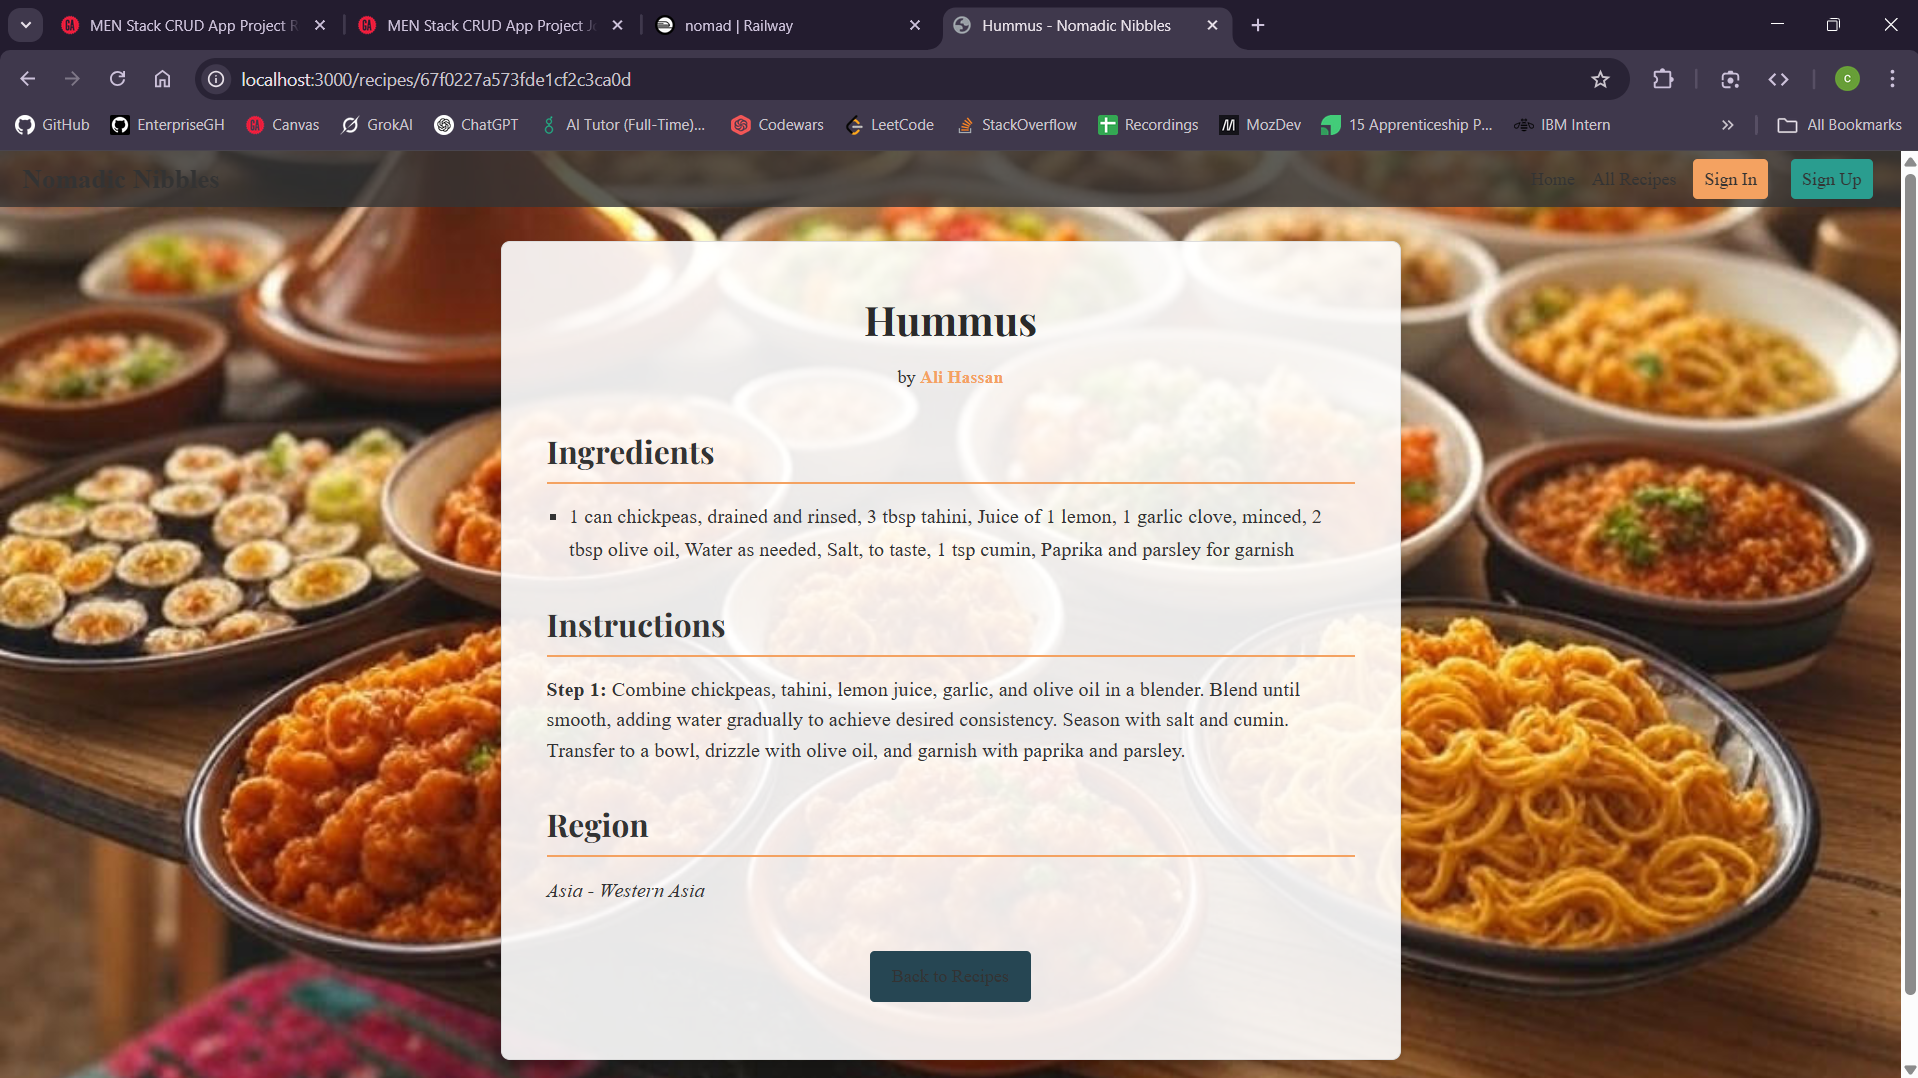 MEN Stack CRUD App Project R
MEN Stack CRUD App Project Jo
nomad | Railway
Hummus - Nomadic Nibbles
localhost:3000/recipes/67f0227a573fde1cf2c3ca0d
C
GitHub
EnterpriseGH
Canvas
GrokAI
ChatGPT
AI Tutor (Full-Time)...
Codewars
LeetCode
StackOverflow
Recordings
MozDev
15 Apprenticeship P...
IBM Intern
All Bookmarks
Nomadic Nibbles
Home
All Recipes
Sign In
Sign Up
Hummus
by Ali Hassan
Ingredients
1 can chickpeas, drained and rinsed, 3 tbsp tahini, Juice of 1 lemon, 1 garlic clove, minced, 2
tbsp olive oil, Water as needed, Salt, to taste, 1 tsp cumin, Paprika and parsley for garnish
Instructions
Step 1: Combine chickpeas, tahini, lemon juice, garlic, and olive oil in a blender. Blend until
smooth, adding water gradually to achieve desired consistency. Season with salt and cumin.
Transfer to a bowl, drizzle with olive oil, and garnish with paprika and parsley.
Region
Asia - Western Asia
Back to Recipes